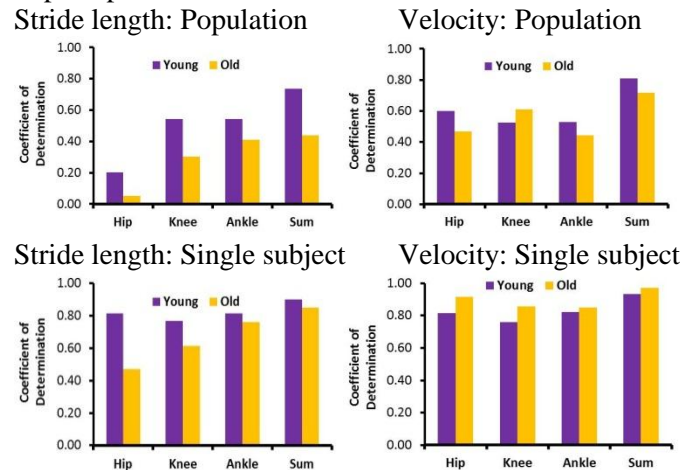 Stride length: Population
Velocity: Population
1.00
0.80
0.60
0.40
0.20
0.00
Coefficient of
Determination
Young Old
Hip Knee Ankle Sum
1.00
0.80
0.60
0.40
0.20
0.00
Coefficient of
Determination
Young Old
Hip Knee Ankle Sum
Stride length: Single subject
Velocity: Single subject
1.00
0.80
0.60
0.40
0.20
0.00
Coefficient of
Determination
Young Old
Hip Knee Ankle Sum
1.00
0.80
0.60
0.40
0.20
0.00
Coefficient of
Determination
Young Old
Hip Knee Ankle Sum